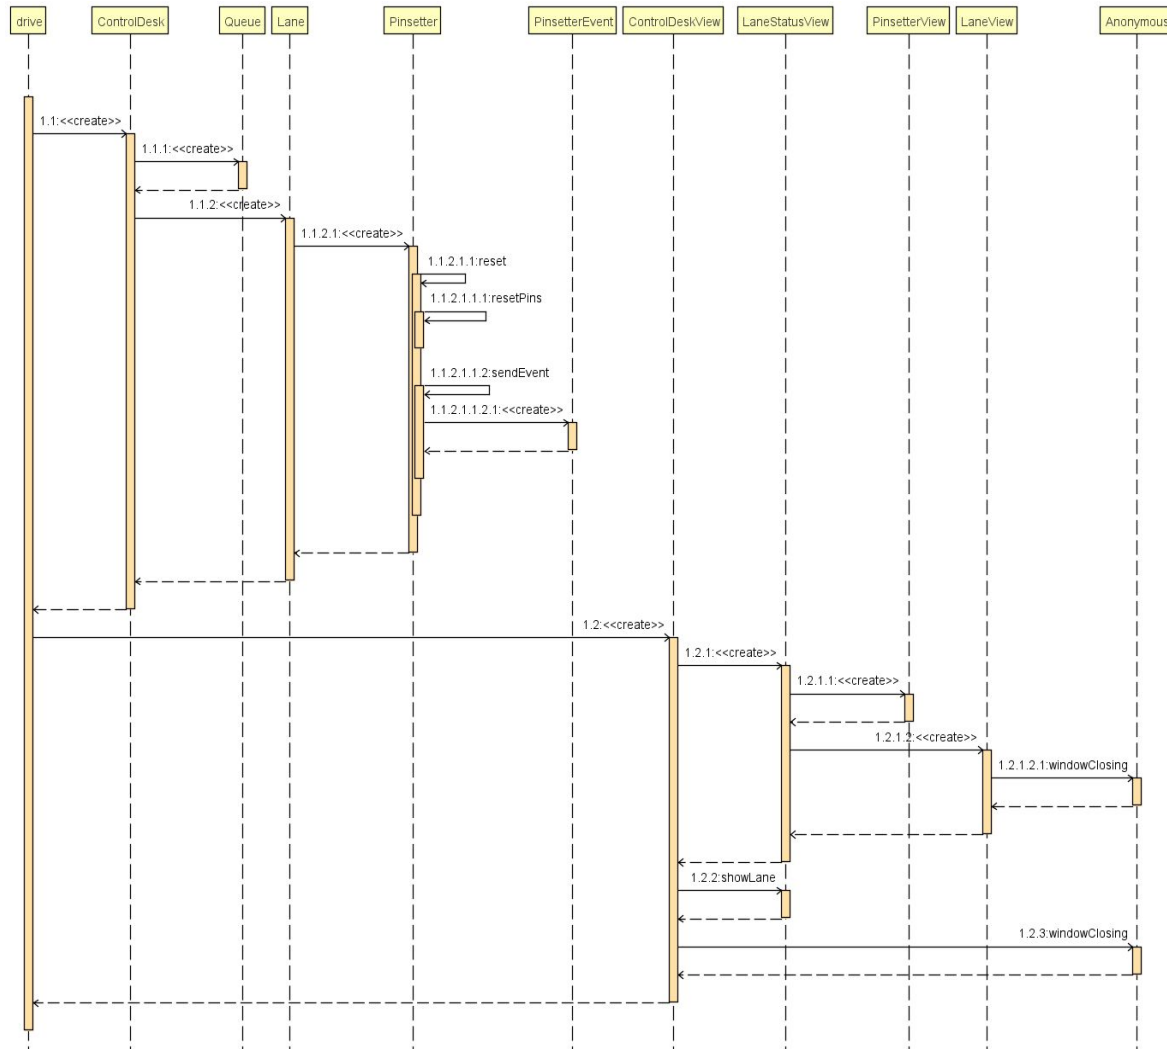 drive
ControlDesk
Queue
Lane
Pinsetter
PinsetterEvent
ControlDeskView
LaneStatusView
PinsetterView
LaneView
Anonymous
1.1:<<create>>
1.1.1:<<create>>
1.1.2:<<create>>
1.1.2.1:<<create>>
1.1.2.1.1:reset
1.1.2.1.1.1:resetPins
1.1.2.1.1.2:sendEvent
1.1.2.1.1.2.1:<<create>>
1.2:<<create>>
1.2.1:<<create>>
1.2.1.1:<<create>>
1.2.1.2:<<create>>
1.2.1.2.1:windowClosing
1.2.2:showLane
1.2.3:windowClosing